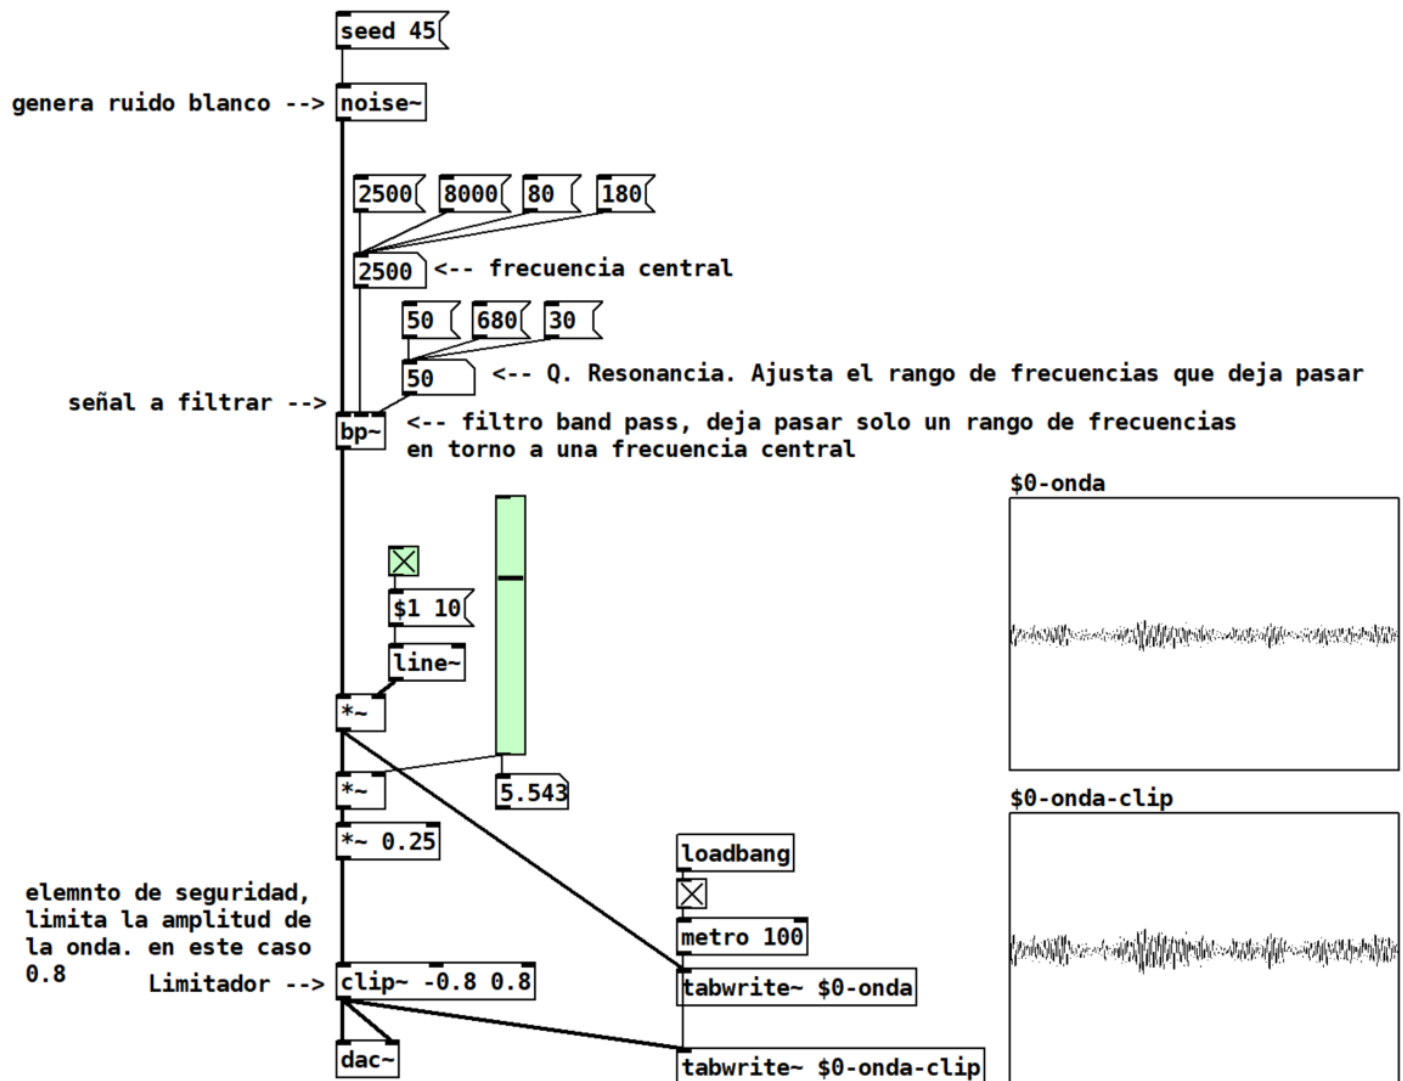 seed 45
genera ruido blanco --> noise~
2500 8000 80 180
2500 <-- frecuencia central
50 680 30
50 <-- Q. Resonancia. Ajusta el rango de frecuencias que deja pasar
señal a filtrar -->
bp~ <-- filtro band pass, deja pasar solo un rango de frecuencias
en torno a una frecuencia central
$0-onda
$1 10
line~
*~
*~
5.543
$0-onda-clip
*~ 0.25
loadbang
metro 100
elemnto de seguridad,
limita la amplitud de
la onda. en este caso
0.8
Limitador --> clip~ -0.8 0.8
tabwrite~ $0-onda
dac~
tabwrite~ $0-onda-clip